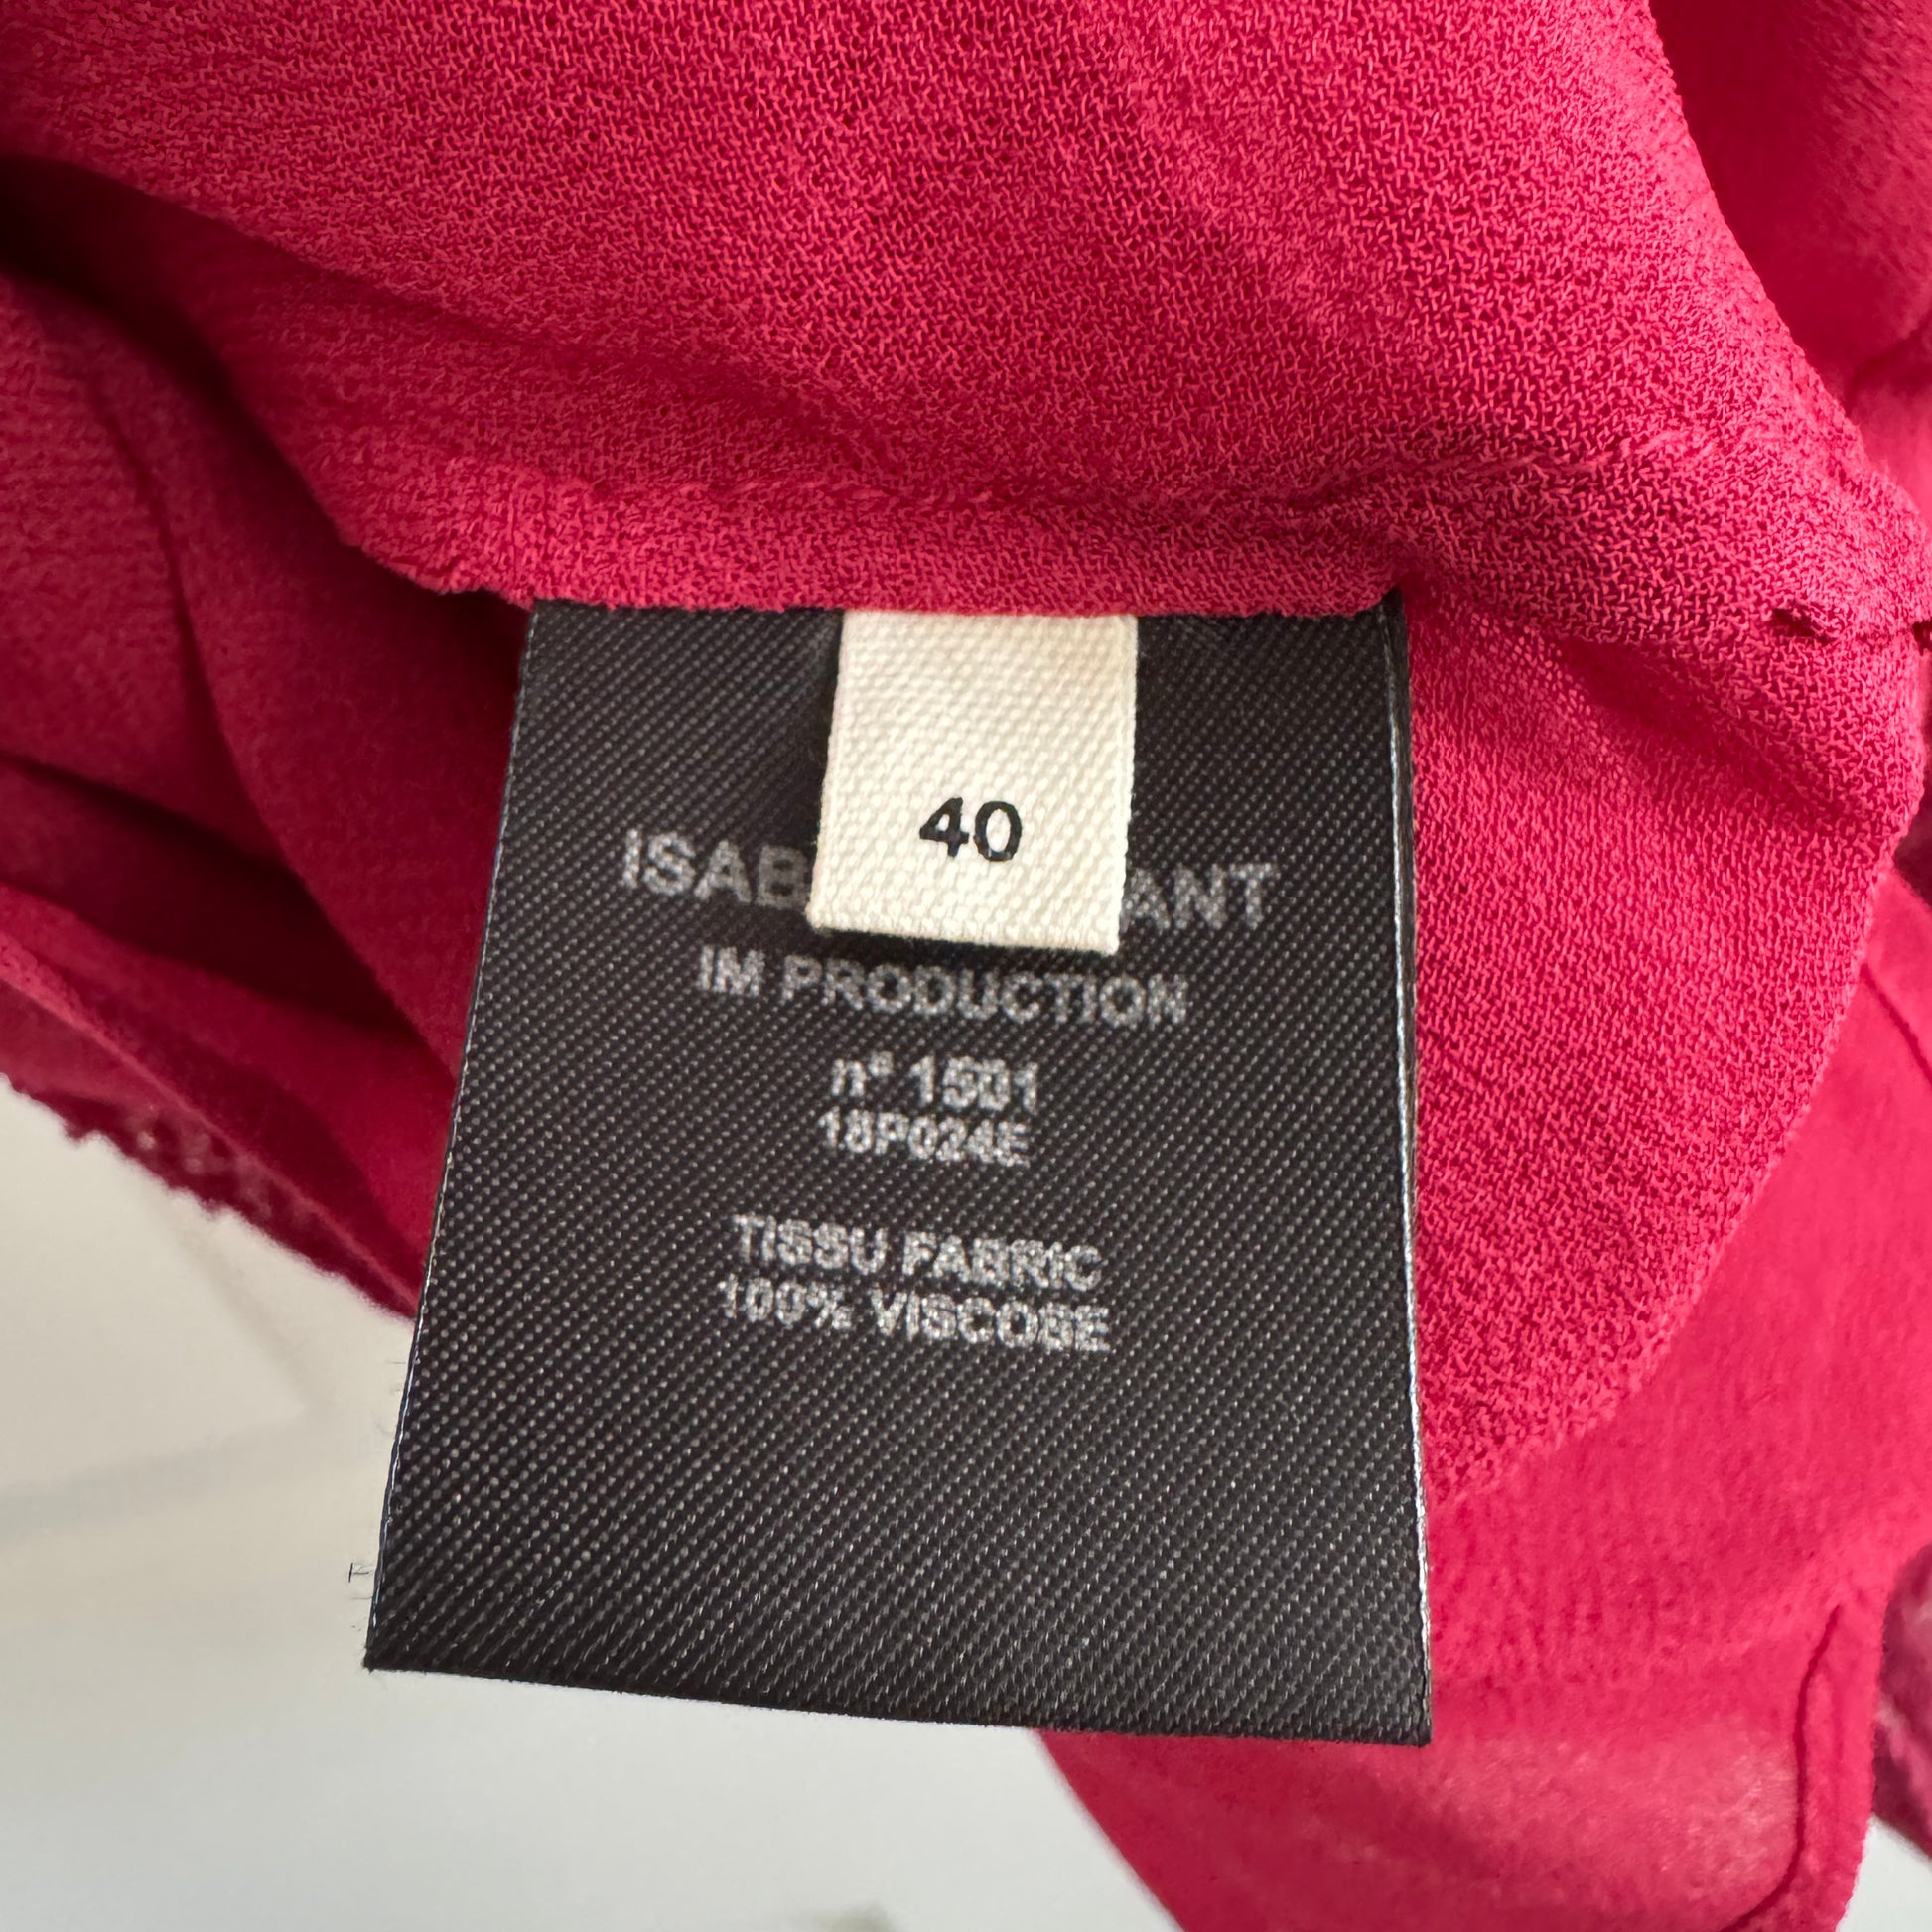 40
ISAB ANT
IM PRODUCTION
n° 1501
18P024E
TISSU FABRIC
100% VISCOSE